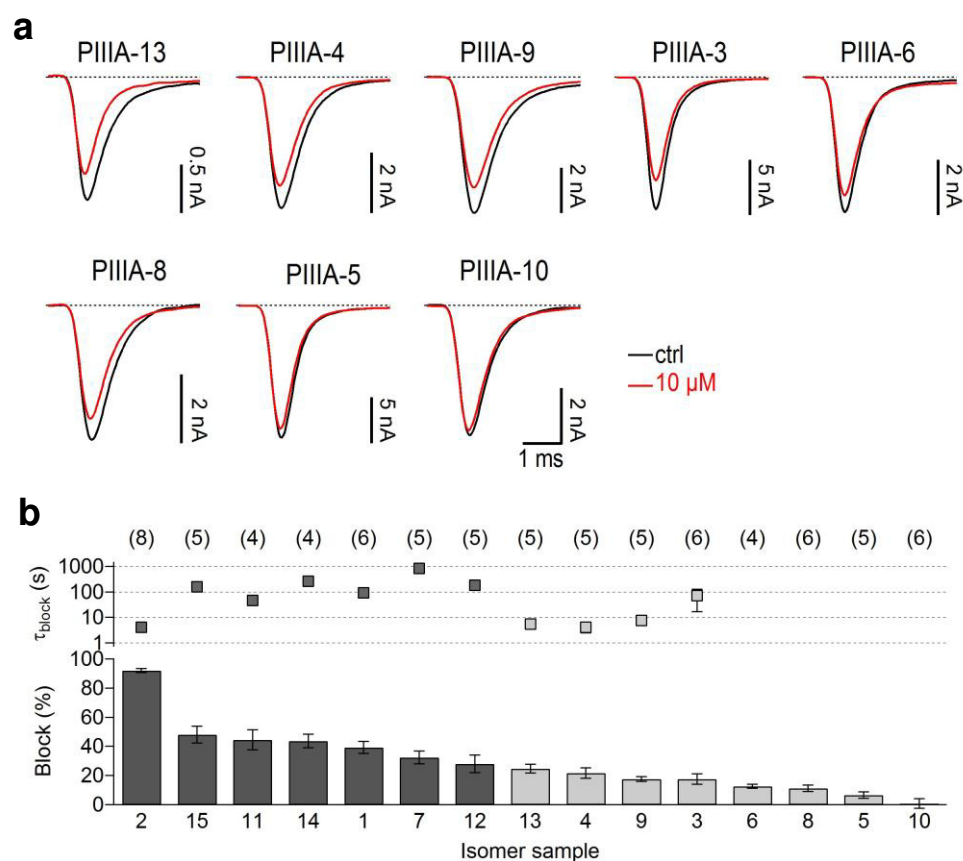 a
PIIIA-13 PIIIA-4 PIIIA-9 PIIIA-3 PIIIA-6
0.5 nA 2 nA 2 nA 5 nA 2 nA
PIIIA-8 PIIIA-5 PIIIA-10
ctrl
10 µM
2 nA 5 nA 2 nA
1 ms
b
(8) (5) (4) (4) (6) (5) (5) (5) (5) (5) (6) (4) (6) (5) (6)
1000
100
10
1
τblock (s)
100
80
60
40
20
0
Block (%)
2 15 11 14 1 7 12 13 4 9 3 6 8 5 10
Isomer sample